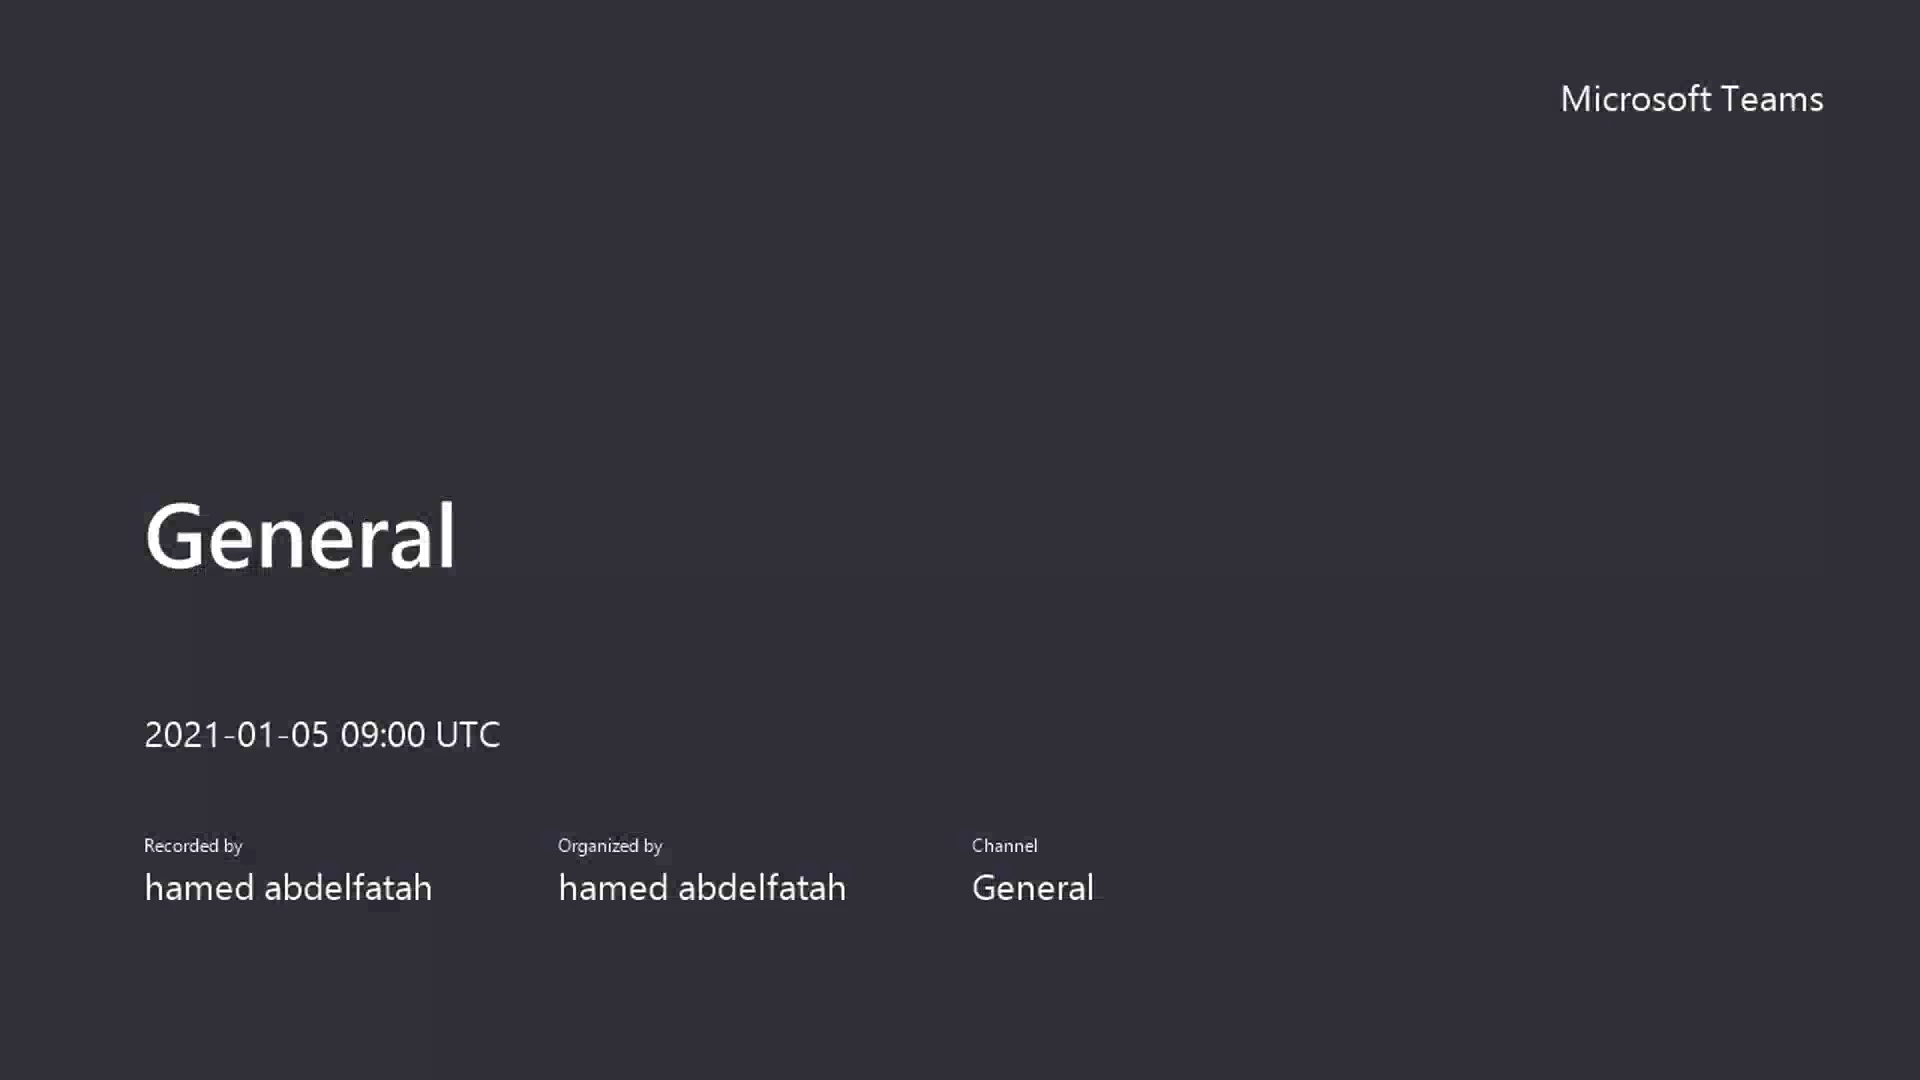 Microsoft Teams
General
2021-01-05 09:00 UTC
Recorded by
hamed abdelfatah
Organized by
hamed abdelfatah
Channel
General